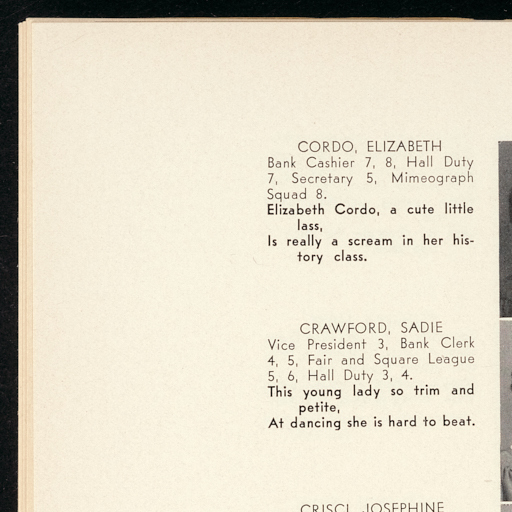 CORDO, ELIZABETH
Bank Cashier 7, 8, Hall Duty
7, Secretary 5, Mimeograph
Squad 8.
Elizabeth Cordo, a cute little
lass,
Is really a scream in her his-
tory class.
CRAWFORD, SADIE
Vice President 3, Bank Clerk
4, 5, Fair and Square League
5, 6, Hall Duty 3, 4.
This young lady so trim and
petite,
At dancing she is hard to beat.
CRISCI, JOSEPHINE